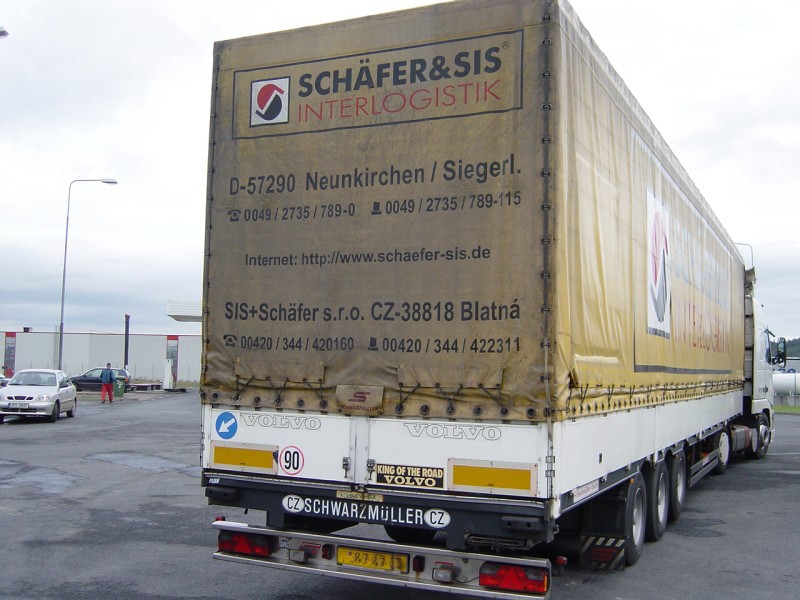 SCHÄFER&SIS®
INTERLOGISTIK
D-57290 Neunkirchen / Siegerl.
☎ 0049 / 2735 / 789-0 0049 / 2735 / 789-115
Internet: http://www.schaefer-sis.de
SIS+Schäfer s.r.o. CZ-38818 Blatná
☎ 00420 / 344 / 420160 00420 / 344 / 422311
SCHWARZMÜLLER
VOLVO VOLVO
90
KING OF THE ROAD
VOLVO
CZ SCHWARZMÜLLER CZ